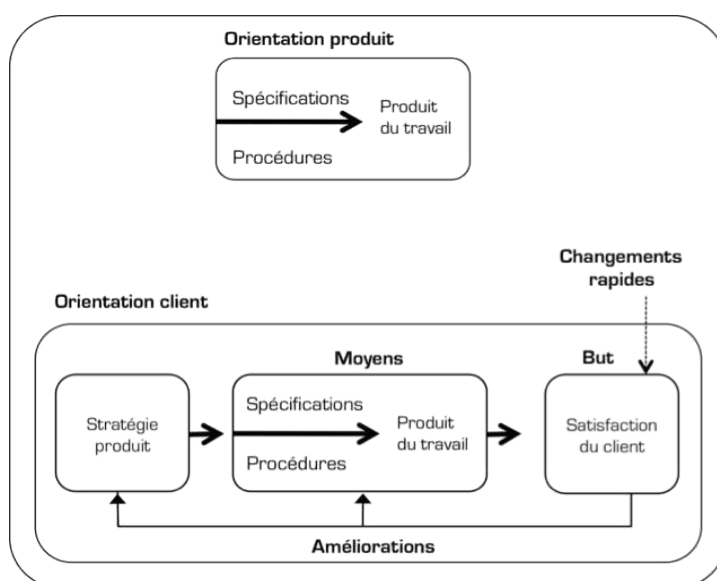 Orientation produit
Spécifications
Produit
du travail
Procédures
Changements
rapides
Orientation client
Moyens
But
Stratégie
produit
Spécifications
Produit
du travail
Procédures
Satisfaction
du client
Améliorations